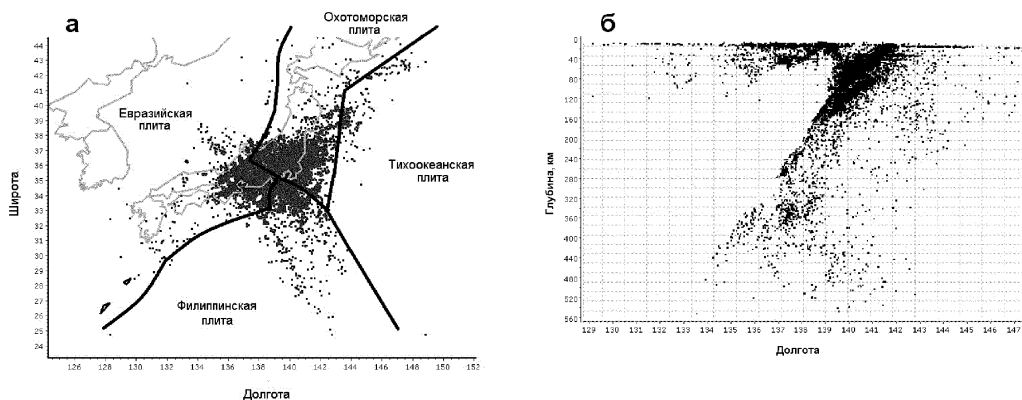 а
Охотоморская
плита
Евразийская
плита
Тихоокеанская
плита
Филиппинская
плита
Широта
44
43
42
41
40
39
38
37
36
35
34
33
32
31
30
29
28
27
26
25
24
126 128 130 132 134 136 138 140 142 144 146 148 150 152
Долгота
б
Глубина, км
0
40
80
120
160
200
240
280
320
360
400
440
480
520
560
129 130 131 132 133 134 135 136 137 138 139 140 141 142 143 144 145 146 147
Долгота